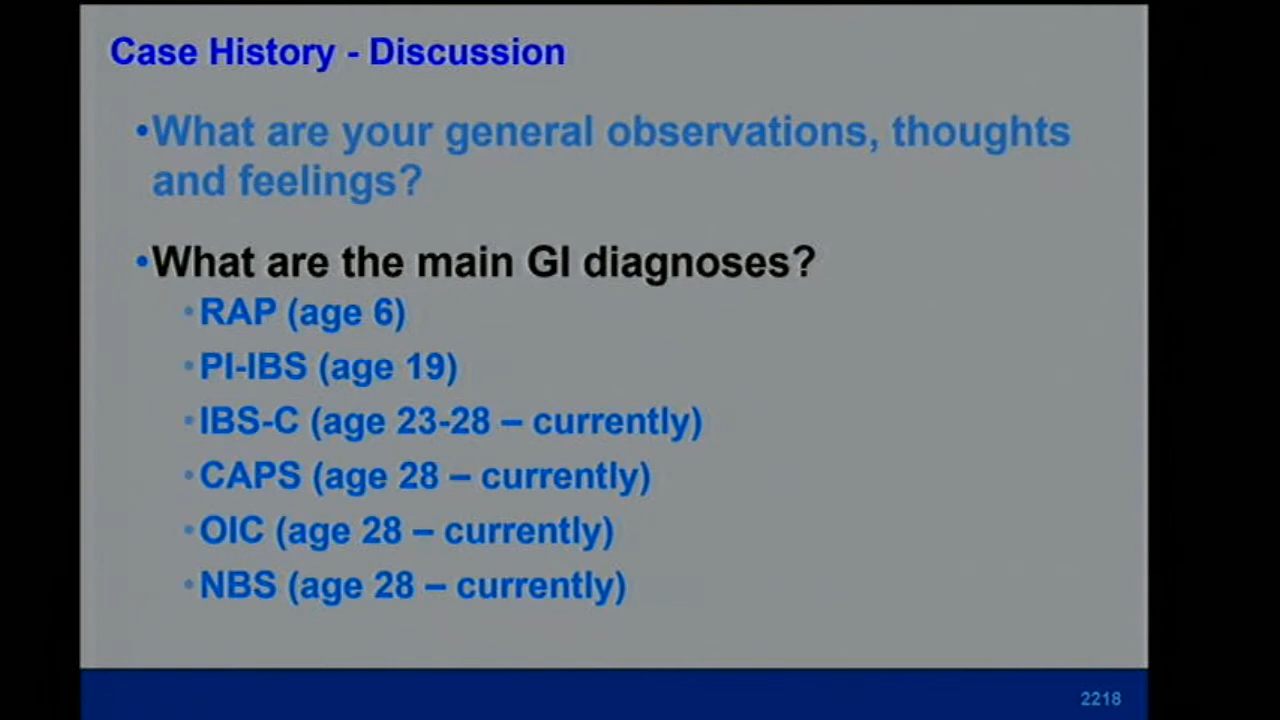 Case History - Discussion
•What are your general observations, thoughts
and feelings?
•What are the main GI diagnoses?
•RAP (age 6)
•PI-IBS (age 19)
•IBS-C (age 23-28 – currently)
•CAPS (age 28 – currently)
•OIC (age 28 – currently)
•NBS (age 28 – currently)
2218